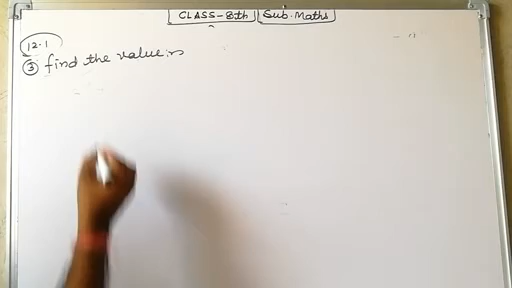 CLASS-8th Sub. Maths
12.1
③ find the value :-